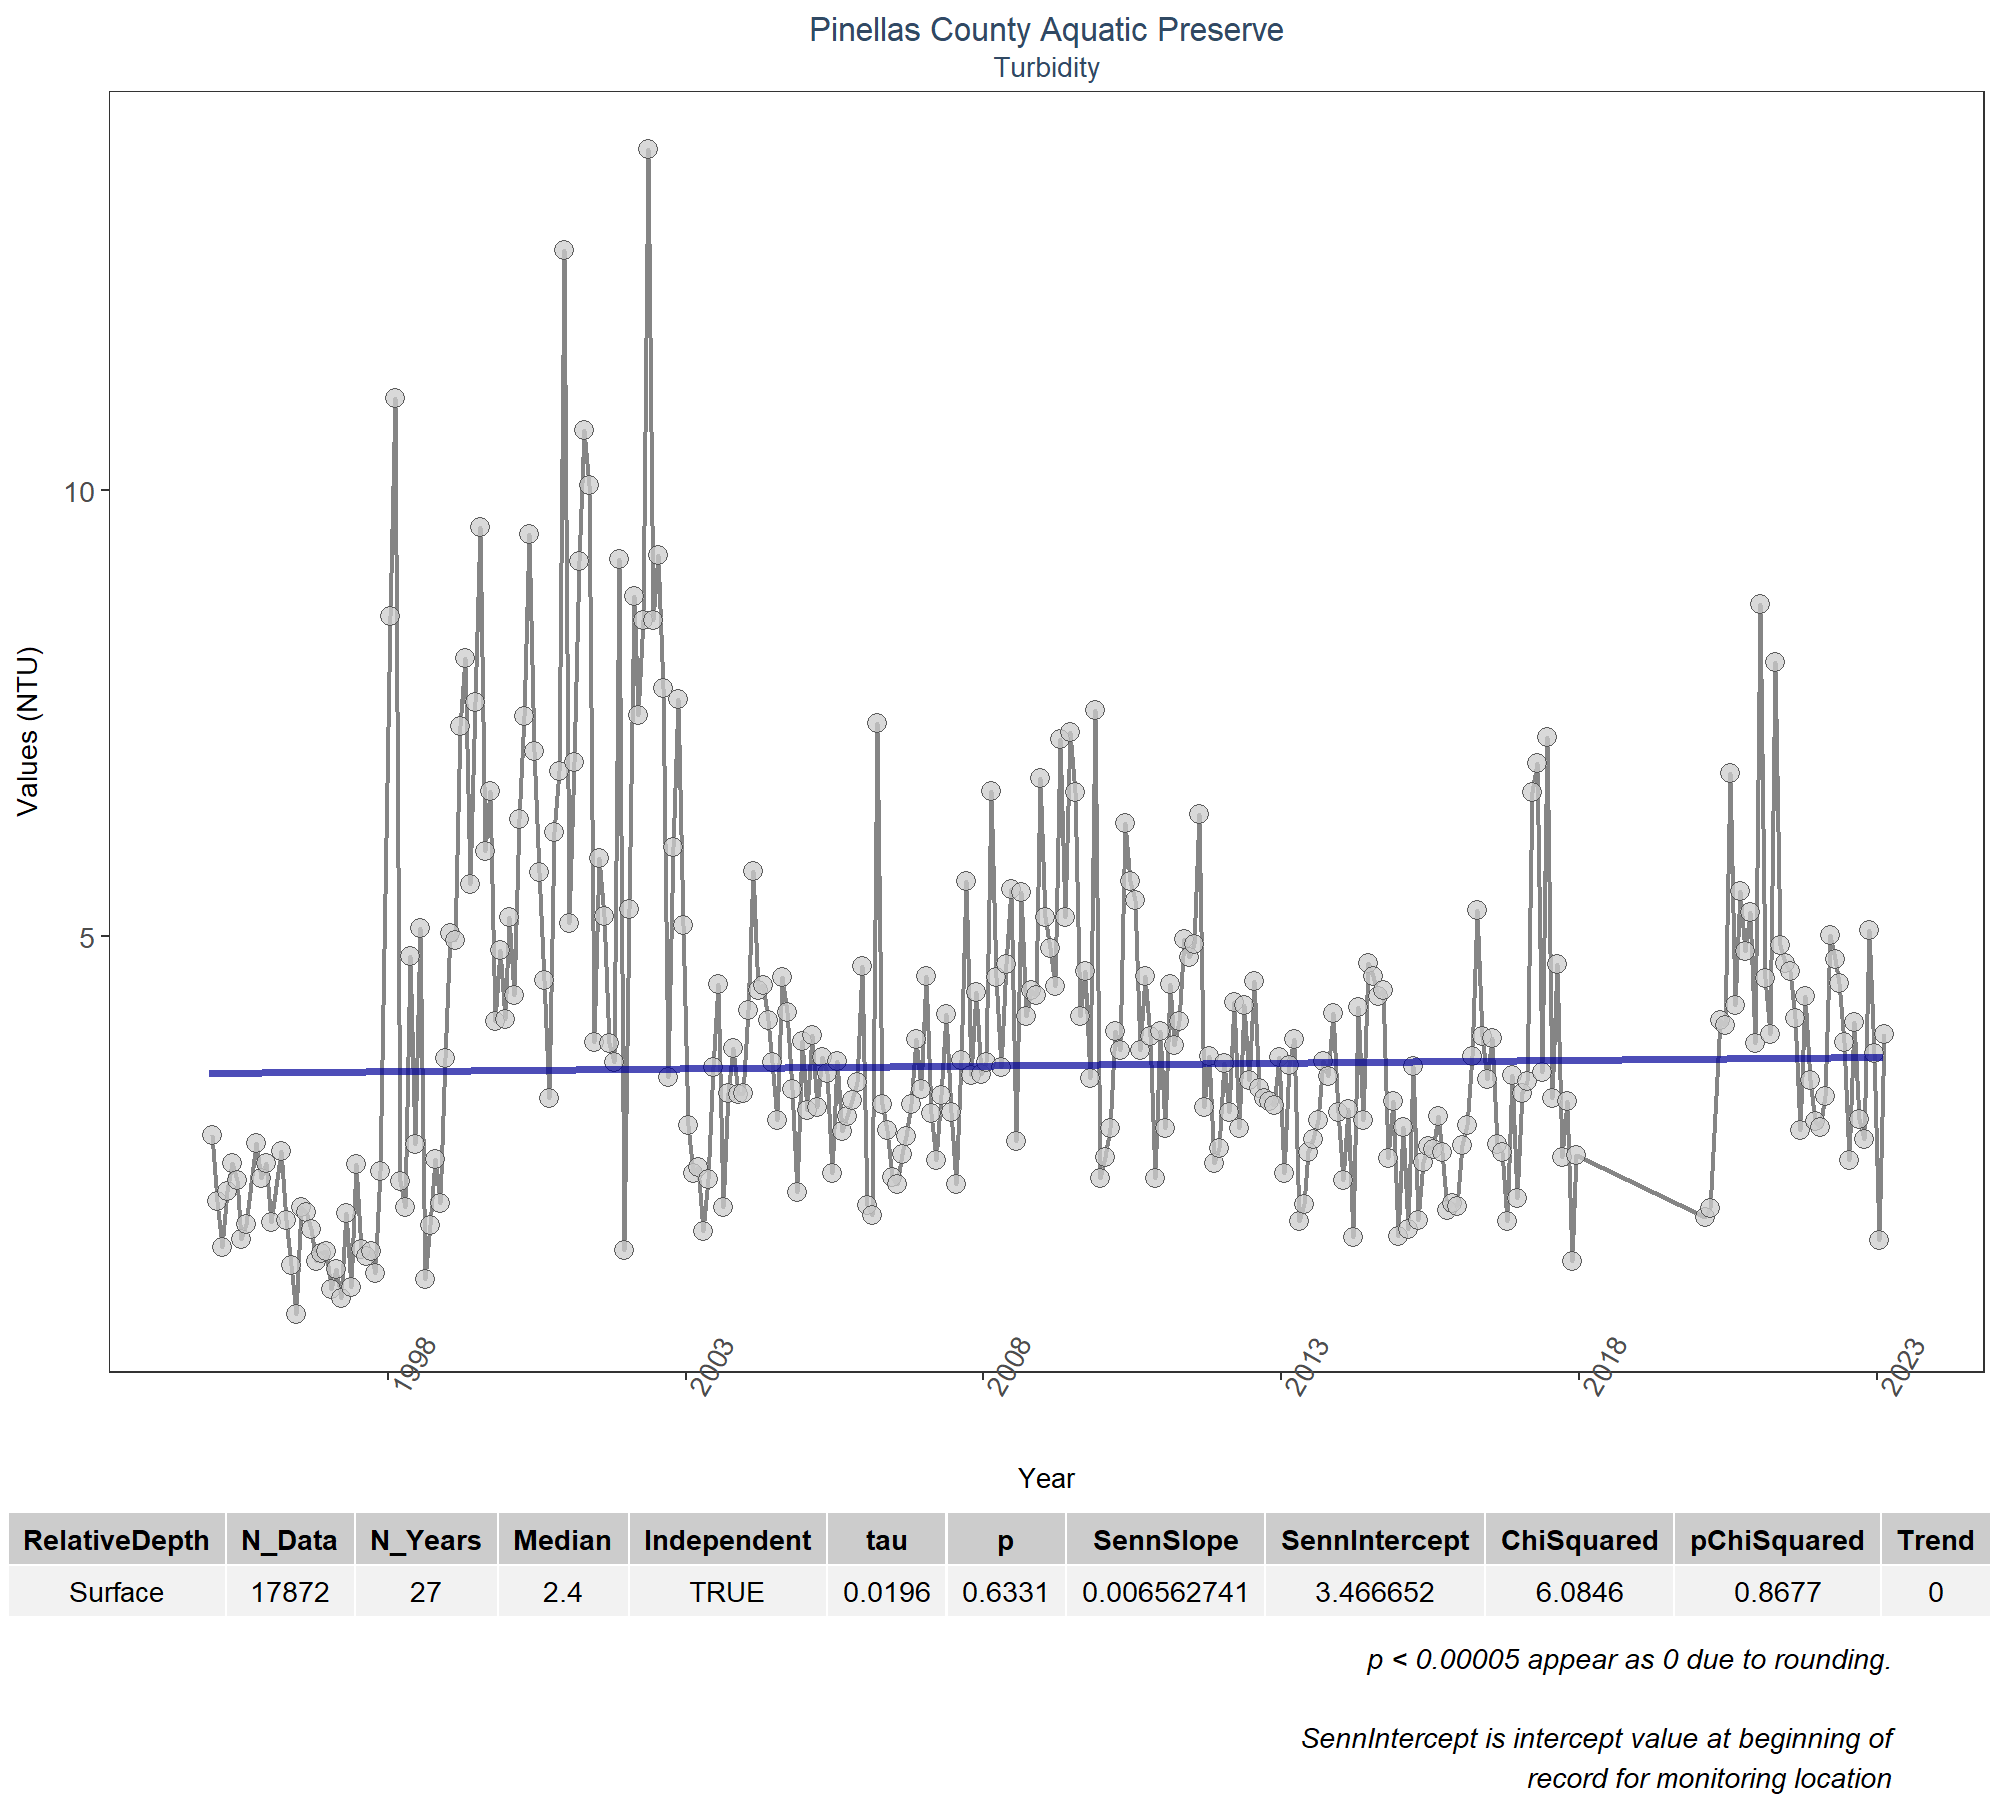 Pinellas County Aquatic Preserve
Turbidity
10
5
Values (NTU)
1998
2003
2008
2013
2018
2023
Year
RelativeDepth N_Data N_Years Median Independent tau p SennSlope SennIntercept ChiSquared pChiSquared Trend
Surface 17872 27 2.4 TRUE 0.0196 0.6331 0.006562741 3.466652 6.0846 0.8677 0
p < 0.00005 appear as 0 due to rounding.
SennIntercept is intercept value at beginning of
record for monitoring location